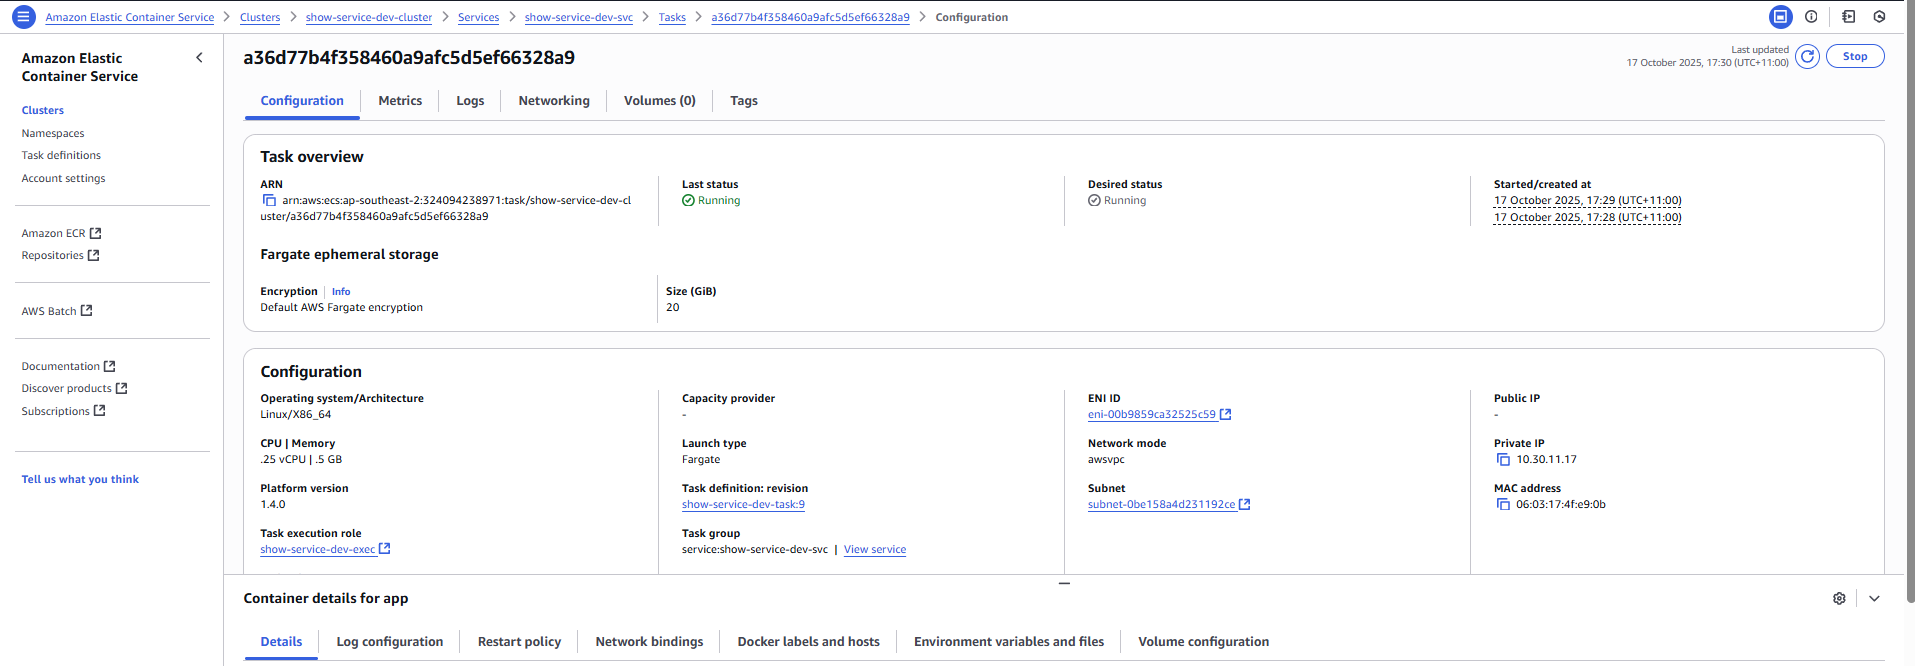 Amazon Elastic Container Service > Clusters > show-service-dev-cluster > Services > show-service-dev-svc > Tasks > a36d77b4f358460a9afc5d5ef66328a9 > Configuration
Amazon Elastic
Container Service
Clusters
Namespaces
Task definitions
Account settings
Amazon ECR
Repositories
AWS Batch
Documentation
Discover products
Subscriptions
Tell us what you think
a36d77b4f358460a9afc5d5ef66328a9
Last updated
17 October 2025, 17:30 (UTC+11:00)
Stop
Configuration Metrics Logs Networking Volumes (0) Tags
Task overview
ARN
arn:aws:ecs:ap-southeast-2:324094238971:task/show-service-dev-cl
uster/a36d77b4f358460a9afc5d5ef66328a9
Last status
Running
Desired status
Running
Started/created at
17 October 2025, 17:29 (UTC+11:00)
17 October 2025, 17:28 (UTC+11:00)
Fargate ephemeral storage
Encryption Info
Default AWS Fargate encryption
Size (GiB)
20
Configuration
Operating system/Architecture
Linux/X86_64
CPU | Memory
.25 vCPU | .5 GB
Platform version
1.4.0
Task execution role
show-service-dev-exec
Capacity provider
-
Launch type
Fargate
Task definition: revision
show-service-dev-task:9
Task group
service:show-service-dev-svc | View service
ENI ID
eni-00b9859ca32525c59
Network mode
awsvpc
Subnet
subnet-0be158a4d231192ce
Public IP
-
Private IP
10.30.11.17
MAC address
06:03:17:4f:e9:0b
Container details for app
Details Log configuration Restart policy Network bindings Docker labels and hosts Environment variables and files Volume configuration